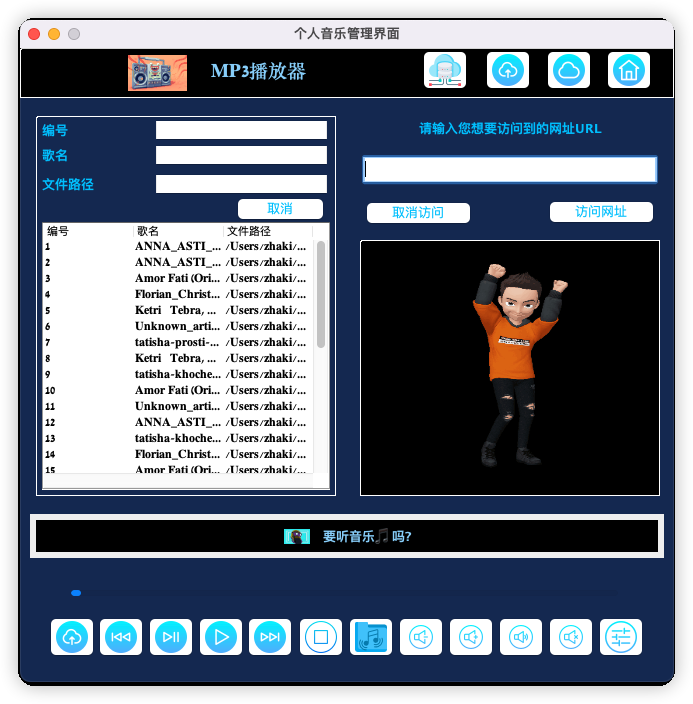 个人音乐管理界面
MP3播放器
编号
歌名
文件路径
取消
请输入您想要访问到的网址URL
取消访问 访问网址
编号 歌名 文件路径
1 ANNA_ASTI_... /Users/zhaki/...
2 ANNA_ASTI_... /Users/zhaki/...
3 Amor Fati (Ori... /Users/zhaki/...
4 Florian_Christ... /Users/zhaki/...
5 Ketri Tebra, ... /Users/zhaki/...
6 Unknown_arti... /Users/zhaki/...
7 tatisha-prosti-... /Users/zhaki/...
8 Ketri Tebra, ... /Users/zhaki/...
9 tatisha-khoche... /Users/zhaki/...
10 Amor Fati (Ori... /Users/zhaki/...
11 Unknown_arti... /Users/zhaki/...
12 ANNA_ASTI_... /Users/zhaki/...
13 tatisha-khoche... /Users/zhaki/...
14 Florian_Christ... /Users/zhaki/...
15 Amor Fati (Ori... /Users/zhaki/...
要听音乐🎵吗?